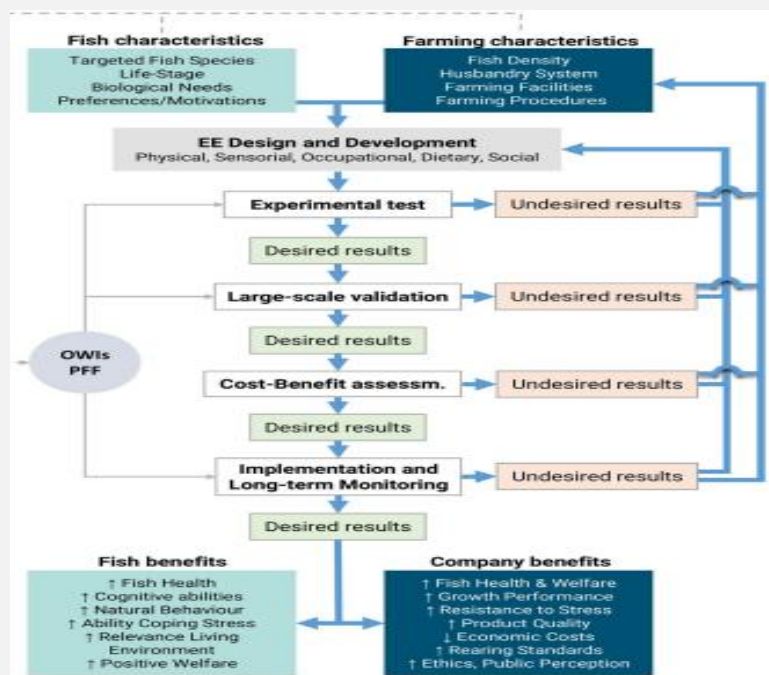 Fish characteristics
Targeted Fish Species
Life-Stage
Biological Needs
Preferences/Motivations
Farming characteristics
Fish Density
Husbandry System
Farming Facilities
Farming Procedures
EE Design and Development
Physical, Sensorial, Occupational, Dietary, Social
Experimental test
Undesired results
Desired results
Large-scale validation
Undesired results
Desired results
OWIs
PFF
Cost-Benefit assessm.
Undesired results
Desired results
Implementation and
Long-term Monitoring
Undesired results
Desired results
Fish benefits
↑ Fish Health
↑ Cognitive abilities
↑ Natural Behaviour
↑ Ability Coping Stress
↑ Relevance Living
Environment
↑ Positive Welfare
Company benefits
↑ Fish Health & Welfare
↑ Growth Performance
↑ Resistance to Stress
↑ Product Quality
↓ Economic Costs
↑ Rearing Standards
↑ Ethics, Public Perception